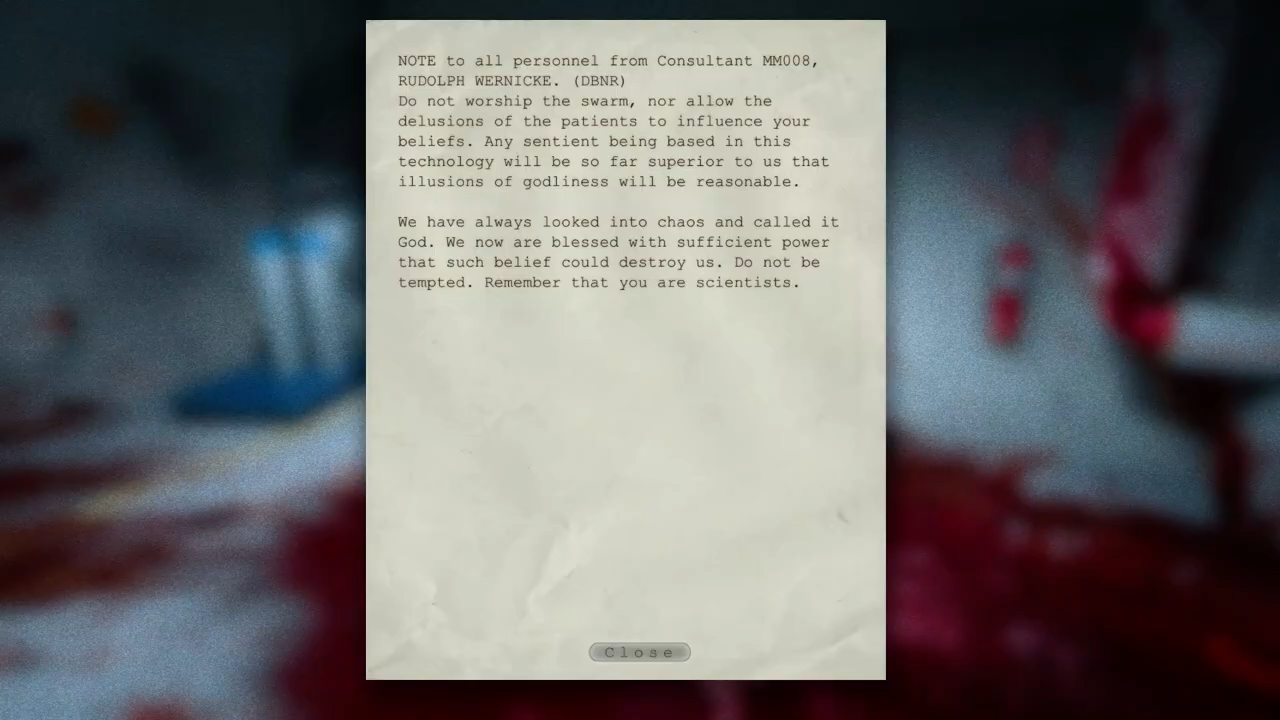 NOTE to all personnel from Consultant MM008,
RUDOLPH WERNICKE. (DBNR)
Do not worship the swarm, nor allow the
delusions of the patients to influence your
beliefs. Any sentient being based in this
technology will be so far superior to us that
illusions of godliness will be reasonable.
We have always looked into chaos and called it
God. We now are blessed with sufficient power
that such belief could destroy us. Do not be
tempted. Remember that you are scientists.
Close